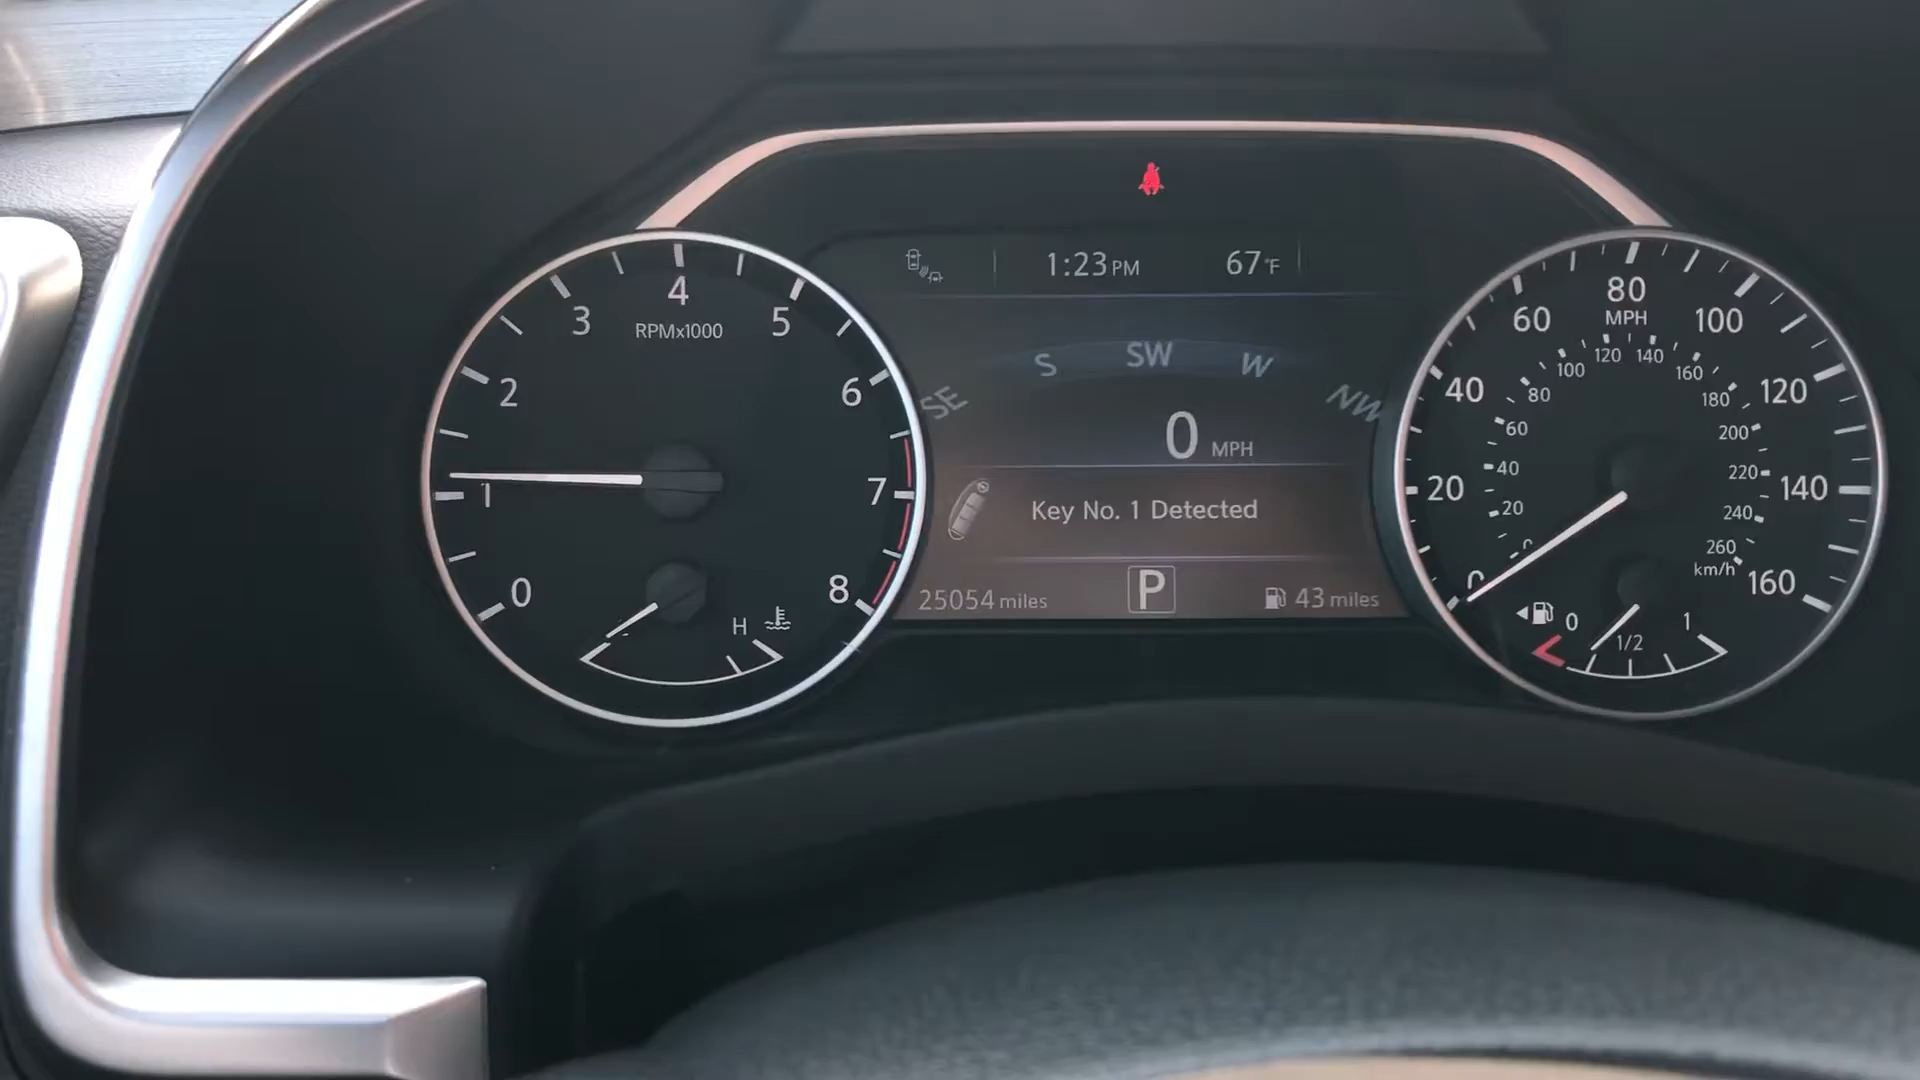 1:23 PM
67°F
S SW W
SE NW
0 MPH
Key No. 1 Detected
25054 miles
P
43 miles
0 1 2 3 4 5 6 7 8
RPMx1000
H
0 20 40 60 80 100 120 140 160
MPH
0 20 40 60 80 100 120 140 160 180 200 220 240 260
km/h
0 1/2 1